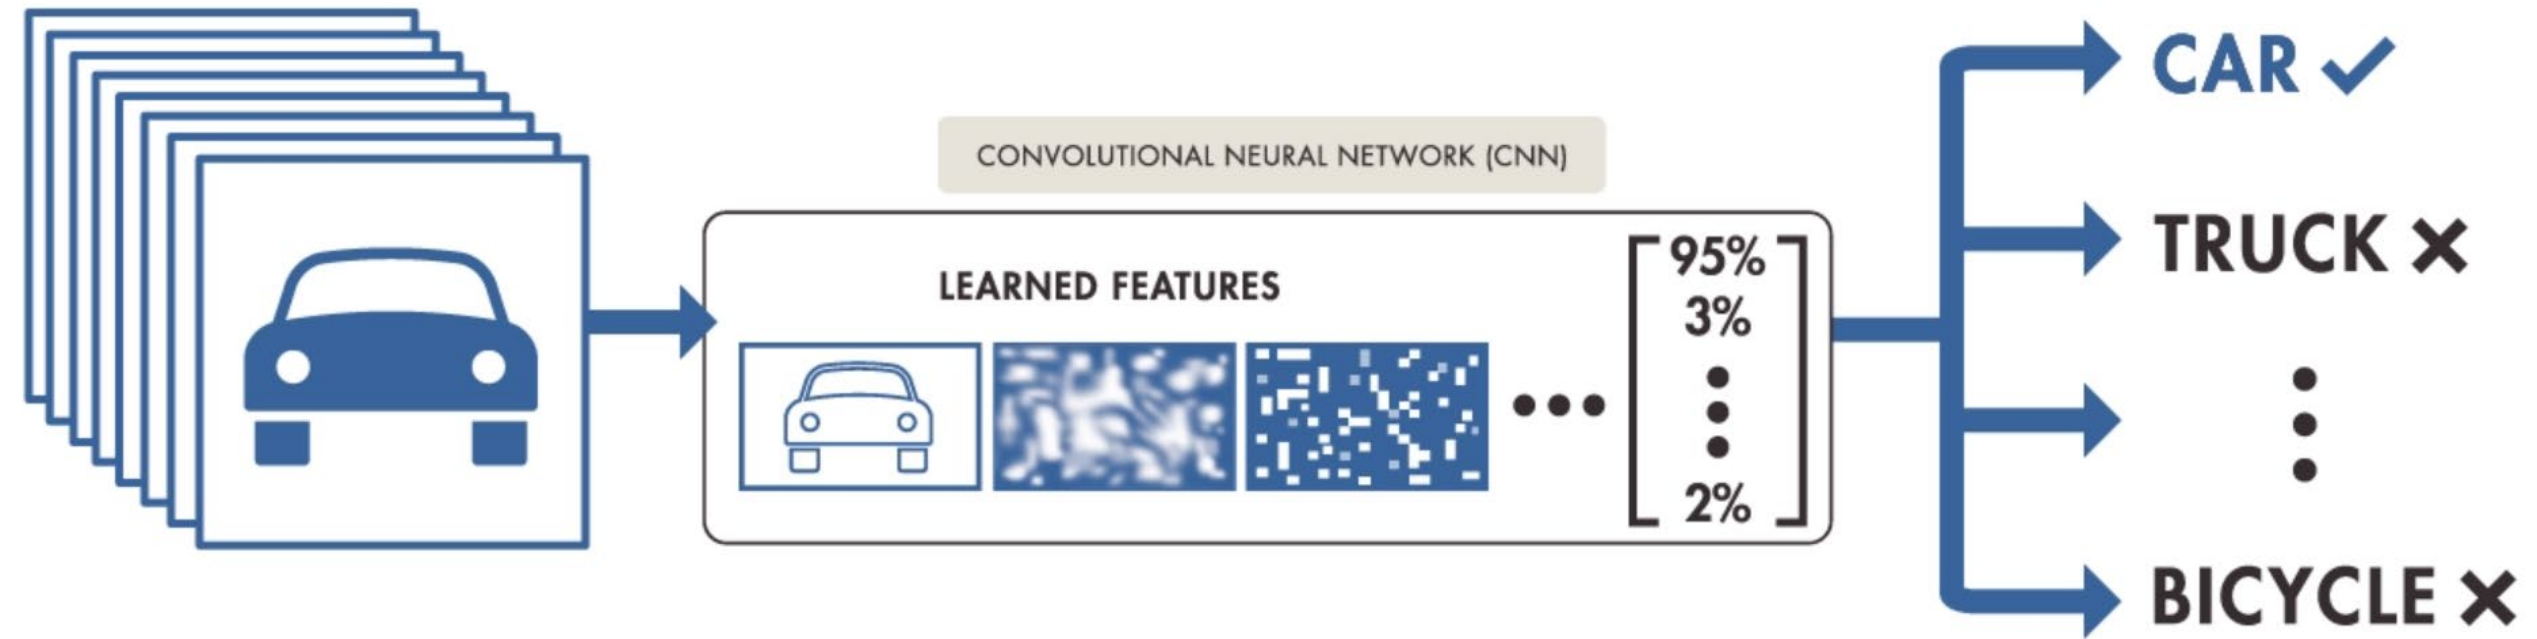 CONVOLUTIONAL NEURAL NETWORK (CNN)
LEARNED FEATURES
95%
3%
2%
CAR
TRUCK
BICYCLE